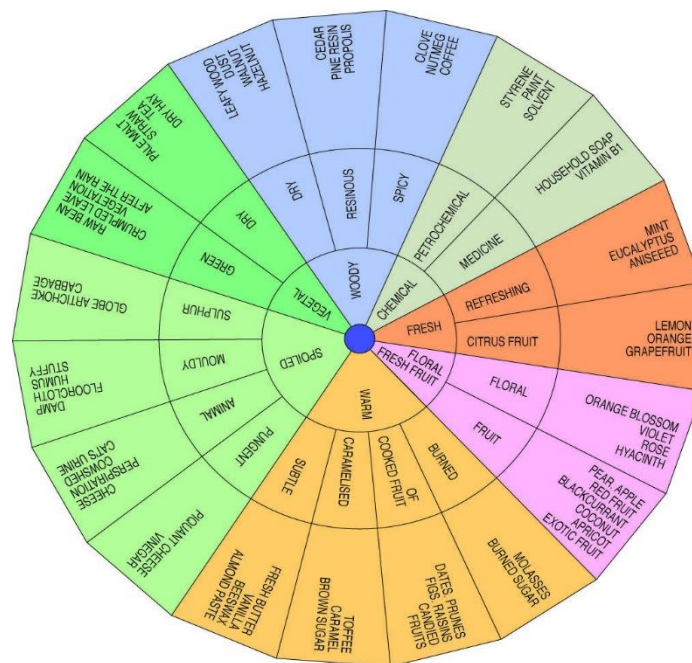 WOODY
DRY
LEAFY WOOD
DUST
WALNUT
HAZELNUT
RESINOUS
CEDAR
PINE RESIN
PROPOLIS
SPICY
CLOVE
NUTMEG
COFFEE
CHEMICAL
PETROCHEMICAL
STYRENE
PAINT
SOLVENT
MEDICINE
HOUSEHOLD SOAP
VITAMIN B1
FRESH
REFRESHING
MINT
EUCALYPTUS
ANISEEED
CITRUS FRUIT
LEMON
ORANGE
GRAPEFRUIT
FLORAL
FRESH FRUIT
FLORAL
ORANGE BLOSSOM
VIOLET
ROSE
HYACINTH
FRUIT
PEAR, APPLE
RED FRUIT
BLACKCURRANT
COCONUT
APRICOT
EXOTIC FRUIT
WARM
BURNED
MOLASSES
BURNED SUGAR
OF
COOKED FRUIT
DATES, PRUNES
FIGS, RAISINS
CANDIED
FRUITS
CARAMELISED
TOFFEE
CARAMEL
BROWN SUGAR
SUBTLE
FRESH BUTTER
VANILLA
BEESWAX
ALMOND PASTE
SPOILED
PUNGENT
PIQUANT CHEESE
VINEGAR
ANIMAL
CHEESE
PERSPIRATION
COWSHED
CAT'S URINE
MOULDY
DAMP
FLOORCLOTH
HUMUS
STUFFY
SULPHUR
GLOBE ARTICHOKE
CABBAGE
VEGETAL
GREEN
RAW BEAN
CRUMPLED LEAVE
VEGETATION
AFTER THE RAIN
DRY
PALE MALT
STRAW
TEA
DRY HAY